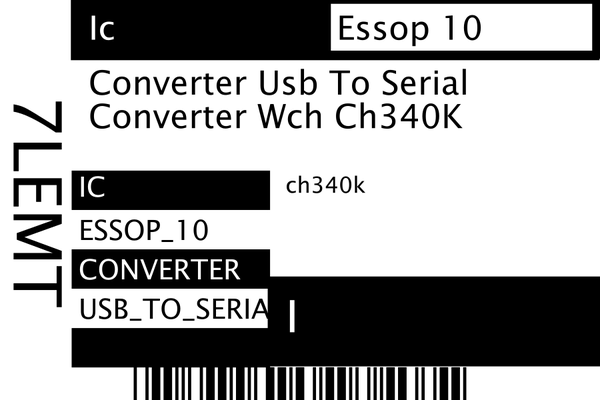 Ic
Essop 10
Converter Usb To Serial
Converter Wch Ch340K
7LEMT
IC
ch340k
ESSOP_10
CONVERTER
USB_TO_SERIA
|